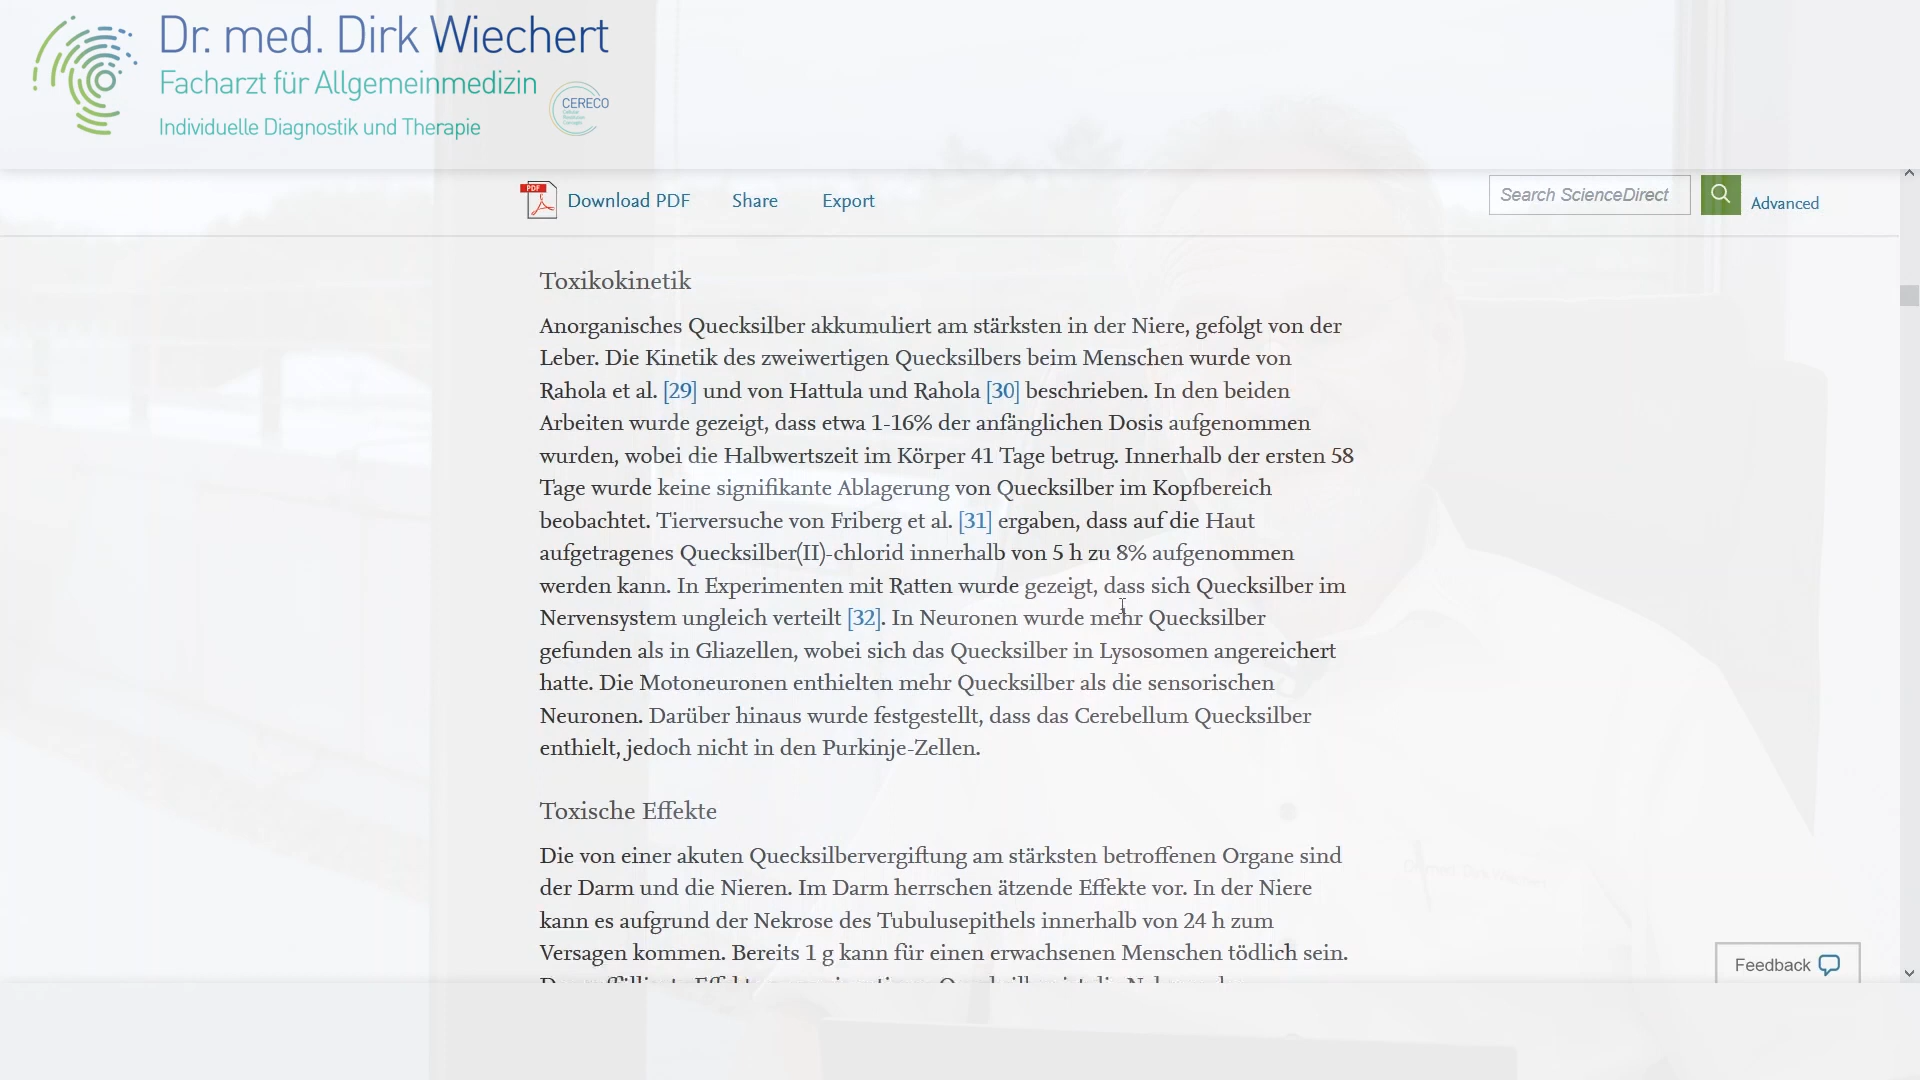 Dr. med. Dirk Wiechert
Facharzt für Allgemeinmedizin
CERECO
Individuelle Diagnostik und Therapie
Download PDF Share Export
Search ScienceDirect
Advanced
Toxikokinetik
Anorganisches Quecksilber akkumuliert am stärksten in der Niere, gefolgt von der
Leber. Die Kinetik des zweiwertigen Quecksilbers beim Menschen wurde von
Rahola et al. [29] und von Hattula und Rahola [30] beschrieben. In den beiden
Arbeiten wurde gezeigt, dass etwa 1-16% der anfänglichen Dosis aufgenommen
wurden, wobei die Halbwertszeit im Körper 41 Tage betrug. Innerhalb der ersten 58
Tage wurde keine signifikante Ablagerung von Quecksilber im Kopfbereich
beobachtet. Tierversuche von Friberg et al. [31] ergaben, dass auf die Haut
aufgetragenes Quecksilber(II)-chlorid innerhalb von 5 h zu 8% aufgenommen
werden kann. In Experimenten mit Ratten wurde gezeigt, dass sich Quecksilber im
Nervensystem ungleich verteilt [32]. In Neuronen wurde mehr Quecksilber
gefunden als in Gliazellen, wobei sich das Quecksilber in Lysosomen angereichert
hatte. Die Motoneuronen enthielten mehr Quecksilber als die sensorischen
Neuronen. Darüber hinaus wurde festgestellt, dass das Cerebellum Quecksilber
enthielt, jedoch nicht in den Purkinje-Zellen.
Toxische Effekte
Die von einer akuten Quecksilbervergiftung am stärksten betroffenen Organe sind
der Darm und die Nieren. Im Darm herrschen ätzende Effekte vor. In der Niere
kann es aufgrund der Nekrose des Tubulusepithels innerhalb von 24 h zum
Versagen kommen. Bereits 1 g kann für einen erwachsenen Menschen tödlich sein.
Feedback